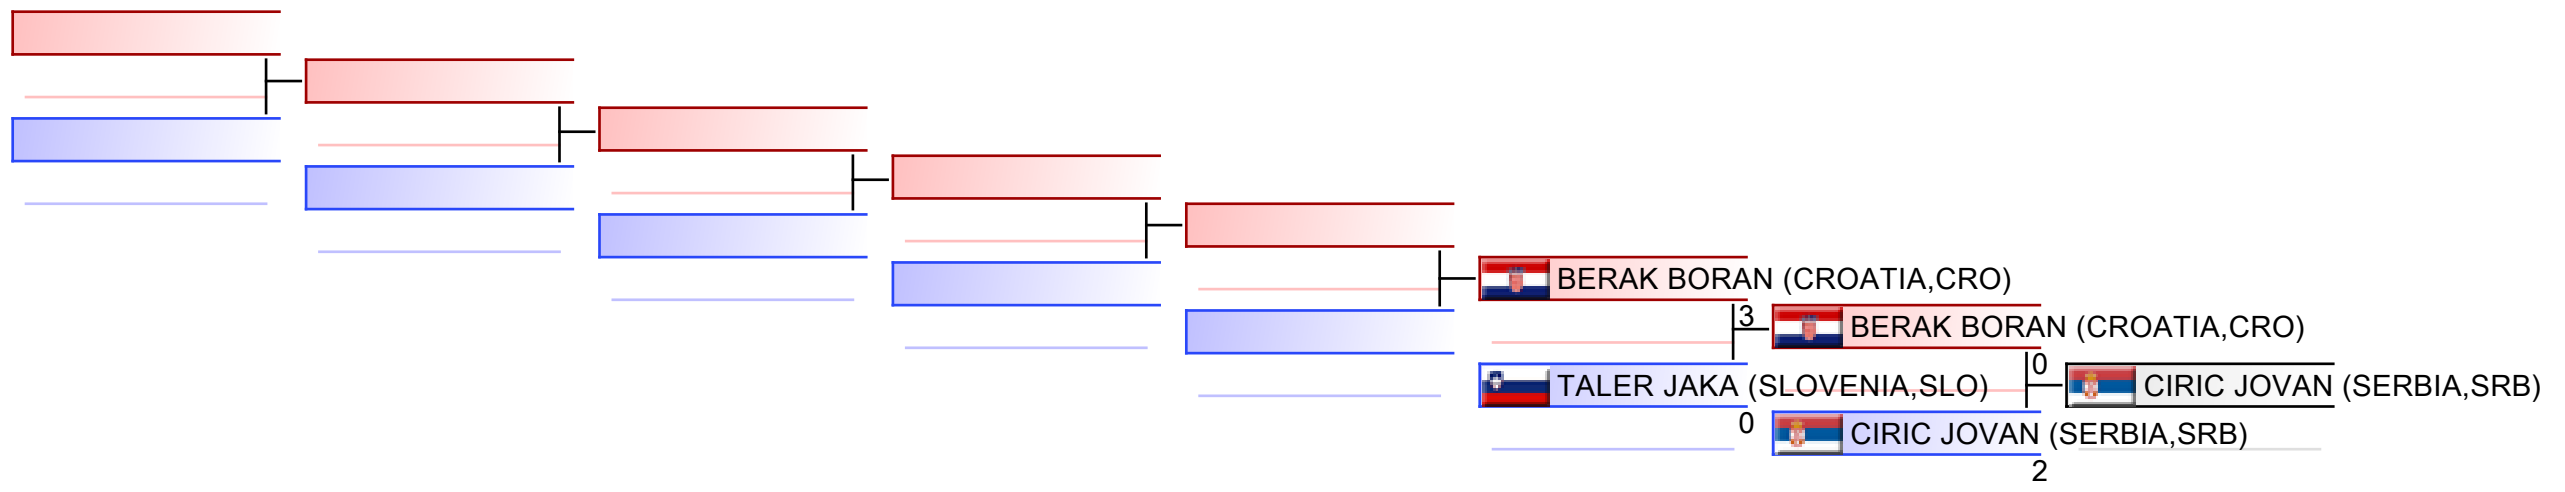 BERAK BORAN (CROATIA,CRO)
3
BERAK BORAN (CROATIA,CRO)
0
TALER JAKA (SLOVENIA,SLO)
CIRIC JOVAN (SERBIA,SRB)
0
CIRIC JOVAN (SERBIA,SRB)
2